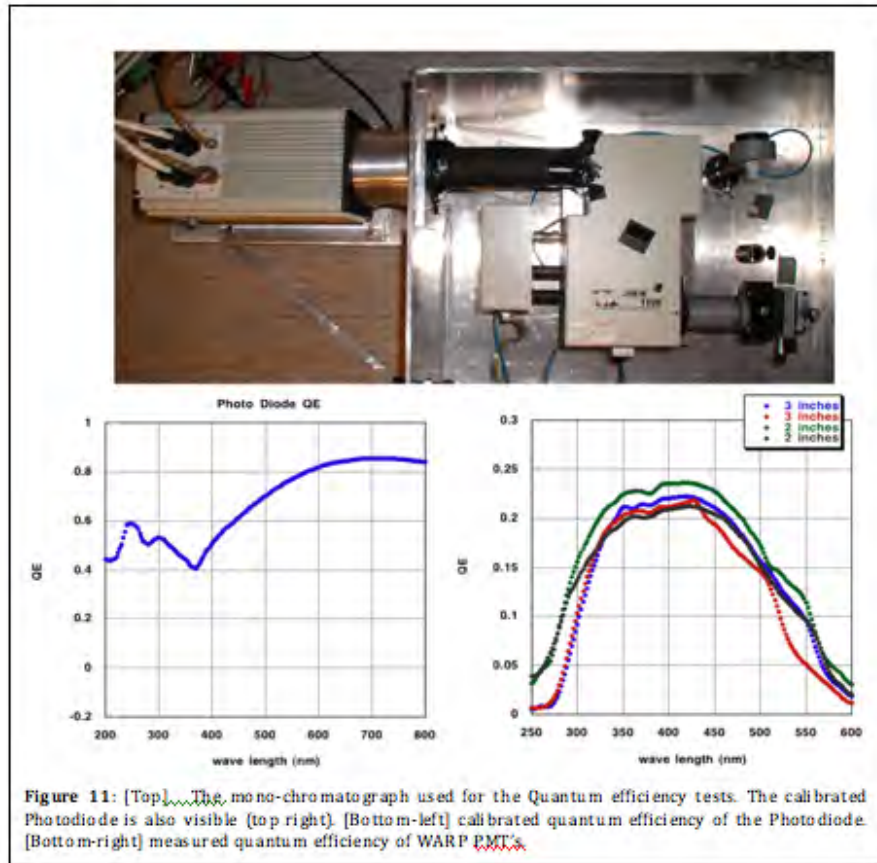 Photo Diode QE
1
0.8
0.6
0.4
0.2
0
-0.2
QE
200 300 400 500 600 700 800
wave length (nm)
3 inches
3 inches
2 inches
2 inches
0.3
0.25
0.2
0.15
0.1
0.05
0
QE
250 300 350 400 450 500 550 600
wave length (nm)
Figure 11: [Top] The mono-chromatograph used for the Quantum efficiency tests. The calibrated
Photodiode is also visible (top right). [Bottom-left] calibrated quantum efficiency of the Photodiode.
[Bottom-right] measured quantum efficiency of WARP PMT's.